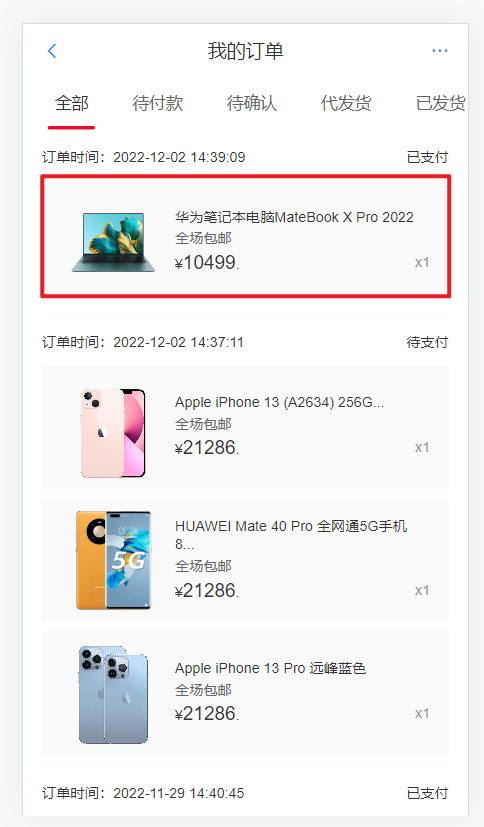 我的订单
全部 待付款 待确认 代发货 已发货
订单时间：2022-12-02 14:39:09 已支付
华为笔记本电脑MateBook X Pro 2022
全场包邮
¥10499. x1
订单时间：2022-12-02 14:37:11 待支付
Apple iPhone 13 (A2634) 256G...
全场包邮
¥21286. x1
08:28
5G
HUAWEI Mate 40 Pro 全网通5G手机
8...
全场包邮
¥21286. x1
Apple iPhone 13 Pro 远峰蓝色
全场包邮
¥21286. x1
订单时间：2022-11-29 14:40:45 已支付